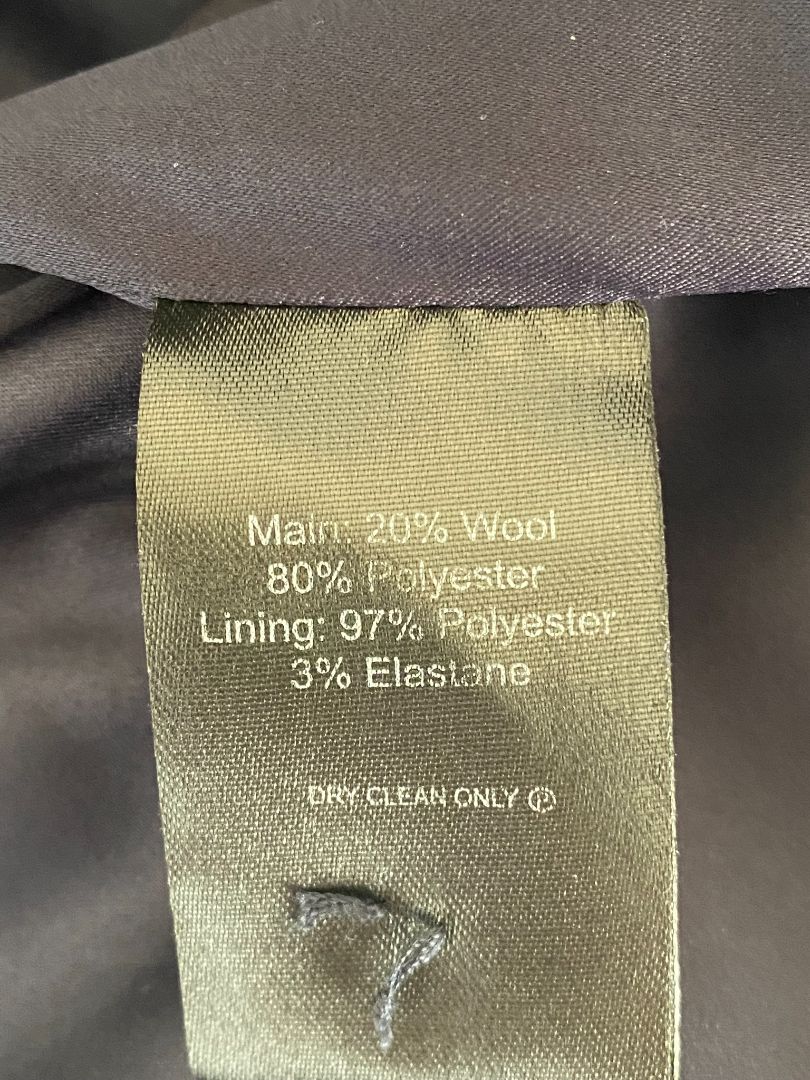 Main: 20% Wool
80% Polyester
Lining: 97% Polyester
3% Elastane
DRY CLEAN ONLY Ⓟ